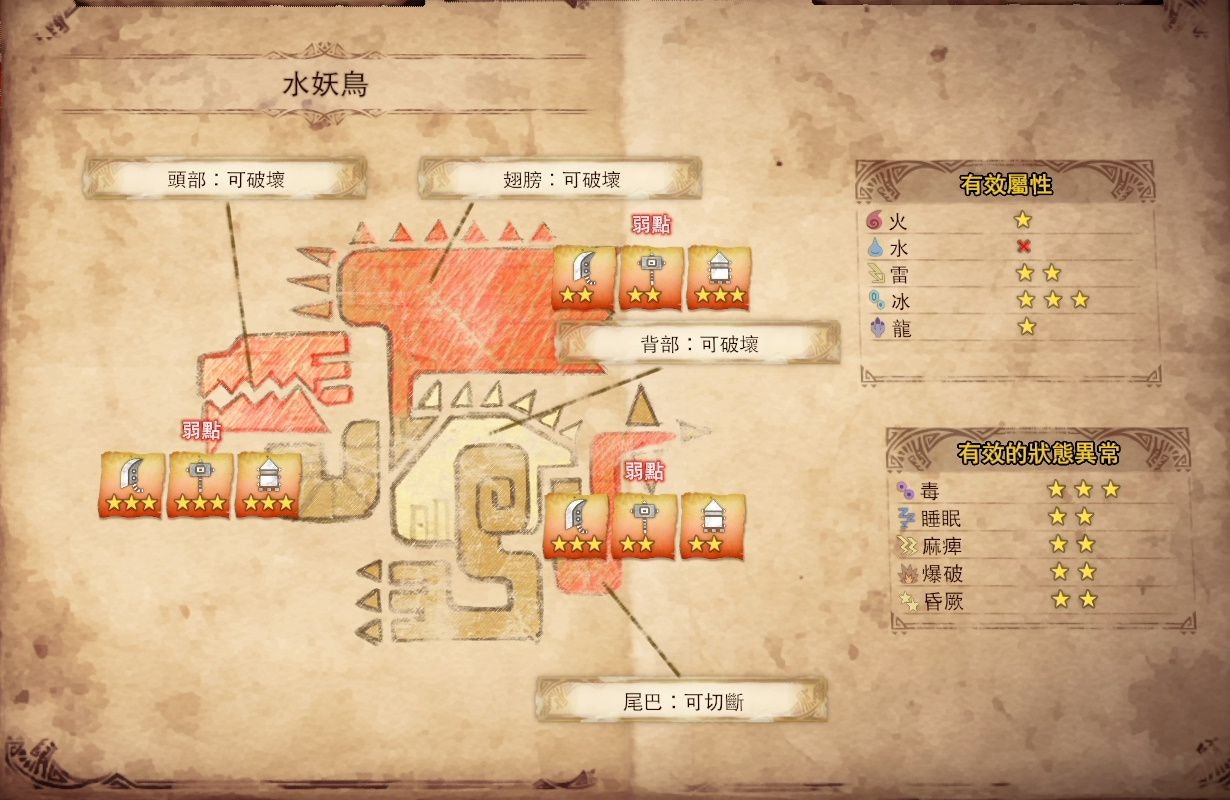 水妖鳥
頭部：可破壞
翅膀：可破壞
弱點
背部：可破壞
弱點
弱點
尾巴：可切斷
有效屬性
火
水
雷
冰
龍
有效的狀態異常
毒
睡眠
麻痺
爆破
昏厥